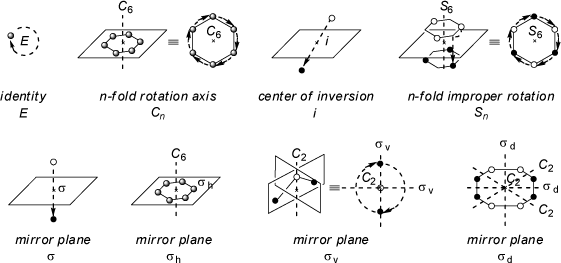 C6 S6
E C6 i S6
identity n-fold rotation axis center of inversion n-fold improper rotation
E Cn i Sn
C6 C2 σv σd
σ σh C2 σv C2 C2 σd C2
mirror plane mirror plane mirror plane mirror plane
σ σh σv σd